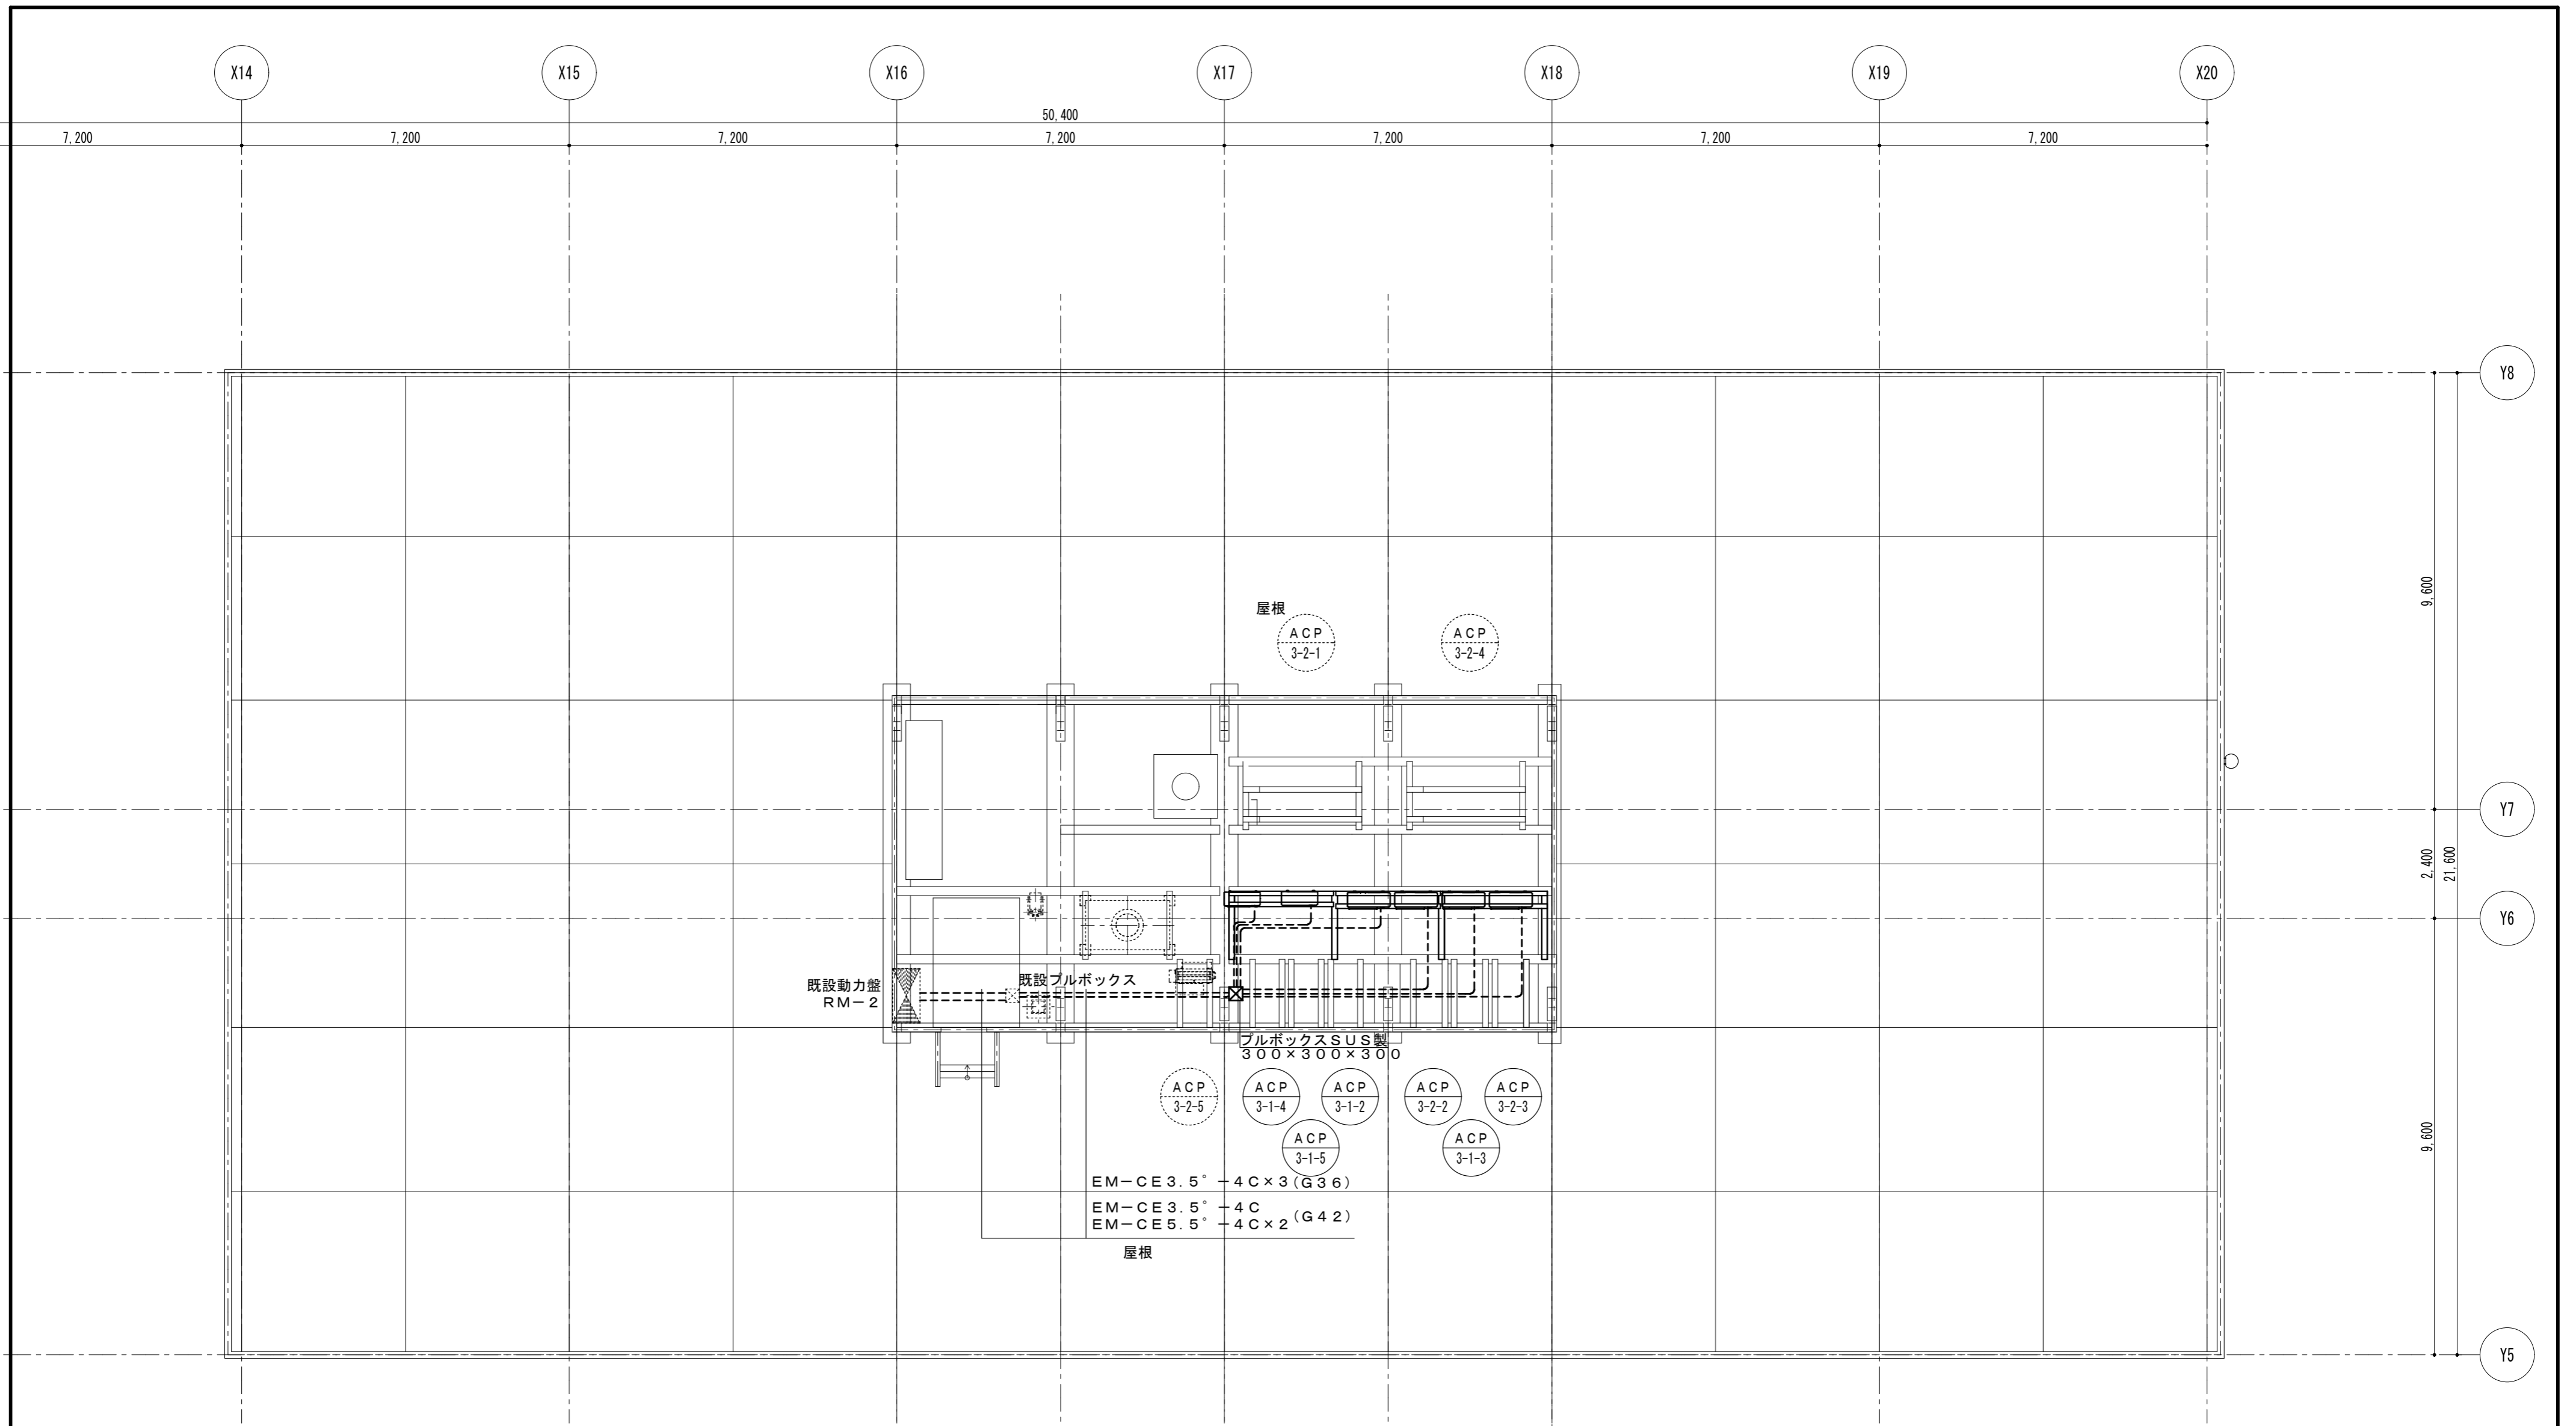 X14
X15
X16
X17
X18
X19
X20
50,400
7,200
7,200
7,200
7,200
7,200
7,200
7,200
Y8
9,600
屋根
ACP
3-2-1
ACP
3-2-4
Y7
2,400
21,600
Y6
既設動力盤
RM-2
既設プルボックス
プルボックスSUS製
300×300×300
ACP
3-2-5
ACP
3-1-4
ACP
3-1-2
ACP
3-2-2
ACP
3-2-3
ACP
3-1-5
ACP
3-1-3
9,600
EM-CE3.5°-4C×3(G36)
EM-CE3.5°-4C
EM-CE5.5°-4C×2(G42)
屋根
Y5